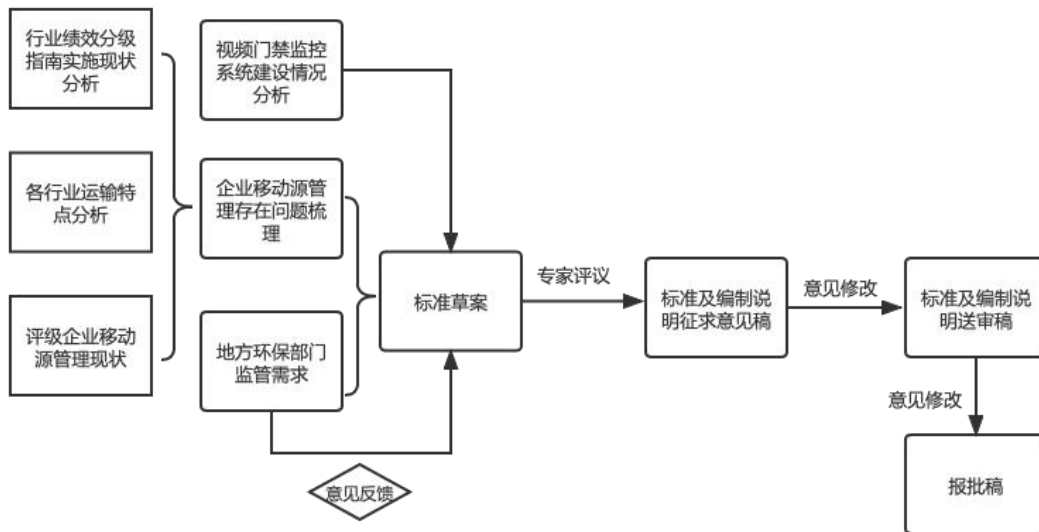 行业绩效分级
指南实施现状
分析
各行业运输特
点分析
评级企业移动
源管理现状
视频门禁监控
系统建设情况
分析
企业移动源管
理存在问题梳
理
地方环保部门
监管需求
意见反馈
标准草案
专家评议
标准及编制说
明征求意见稿
意见修改
标准及编制说
明送审稿
意见修改
报批稿